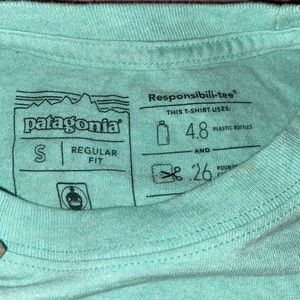 patagonia®
S
REGULAR
FIT
Responsibili-tee®
THIS T-SHIRT USES:
4.8 PLASTIC BOTTLES
AND
.26